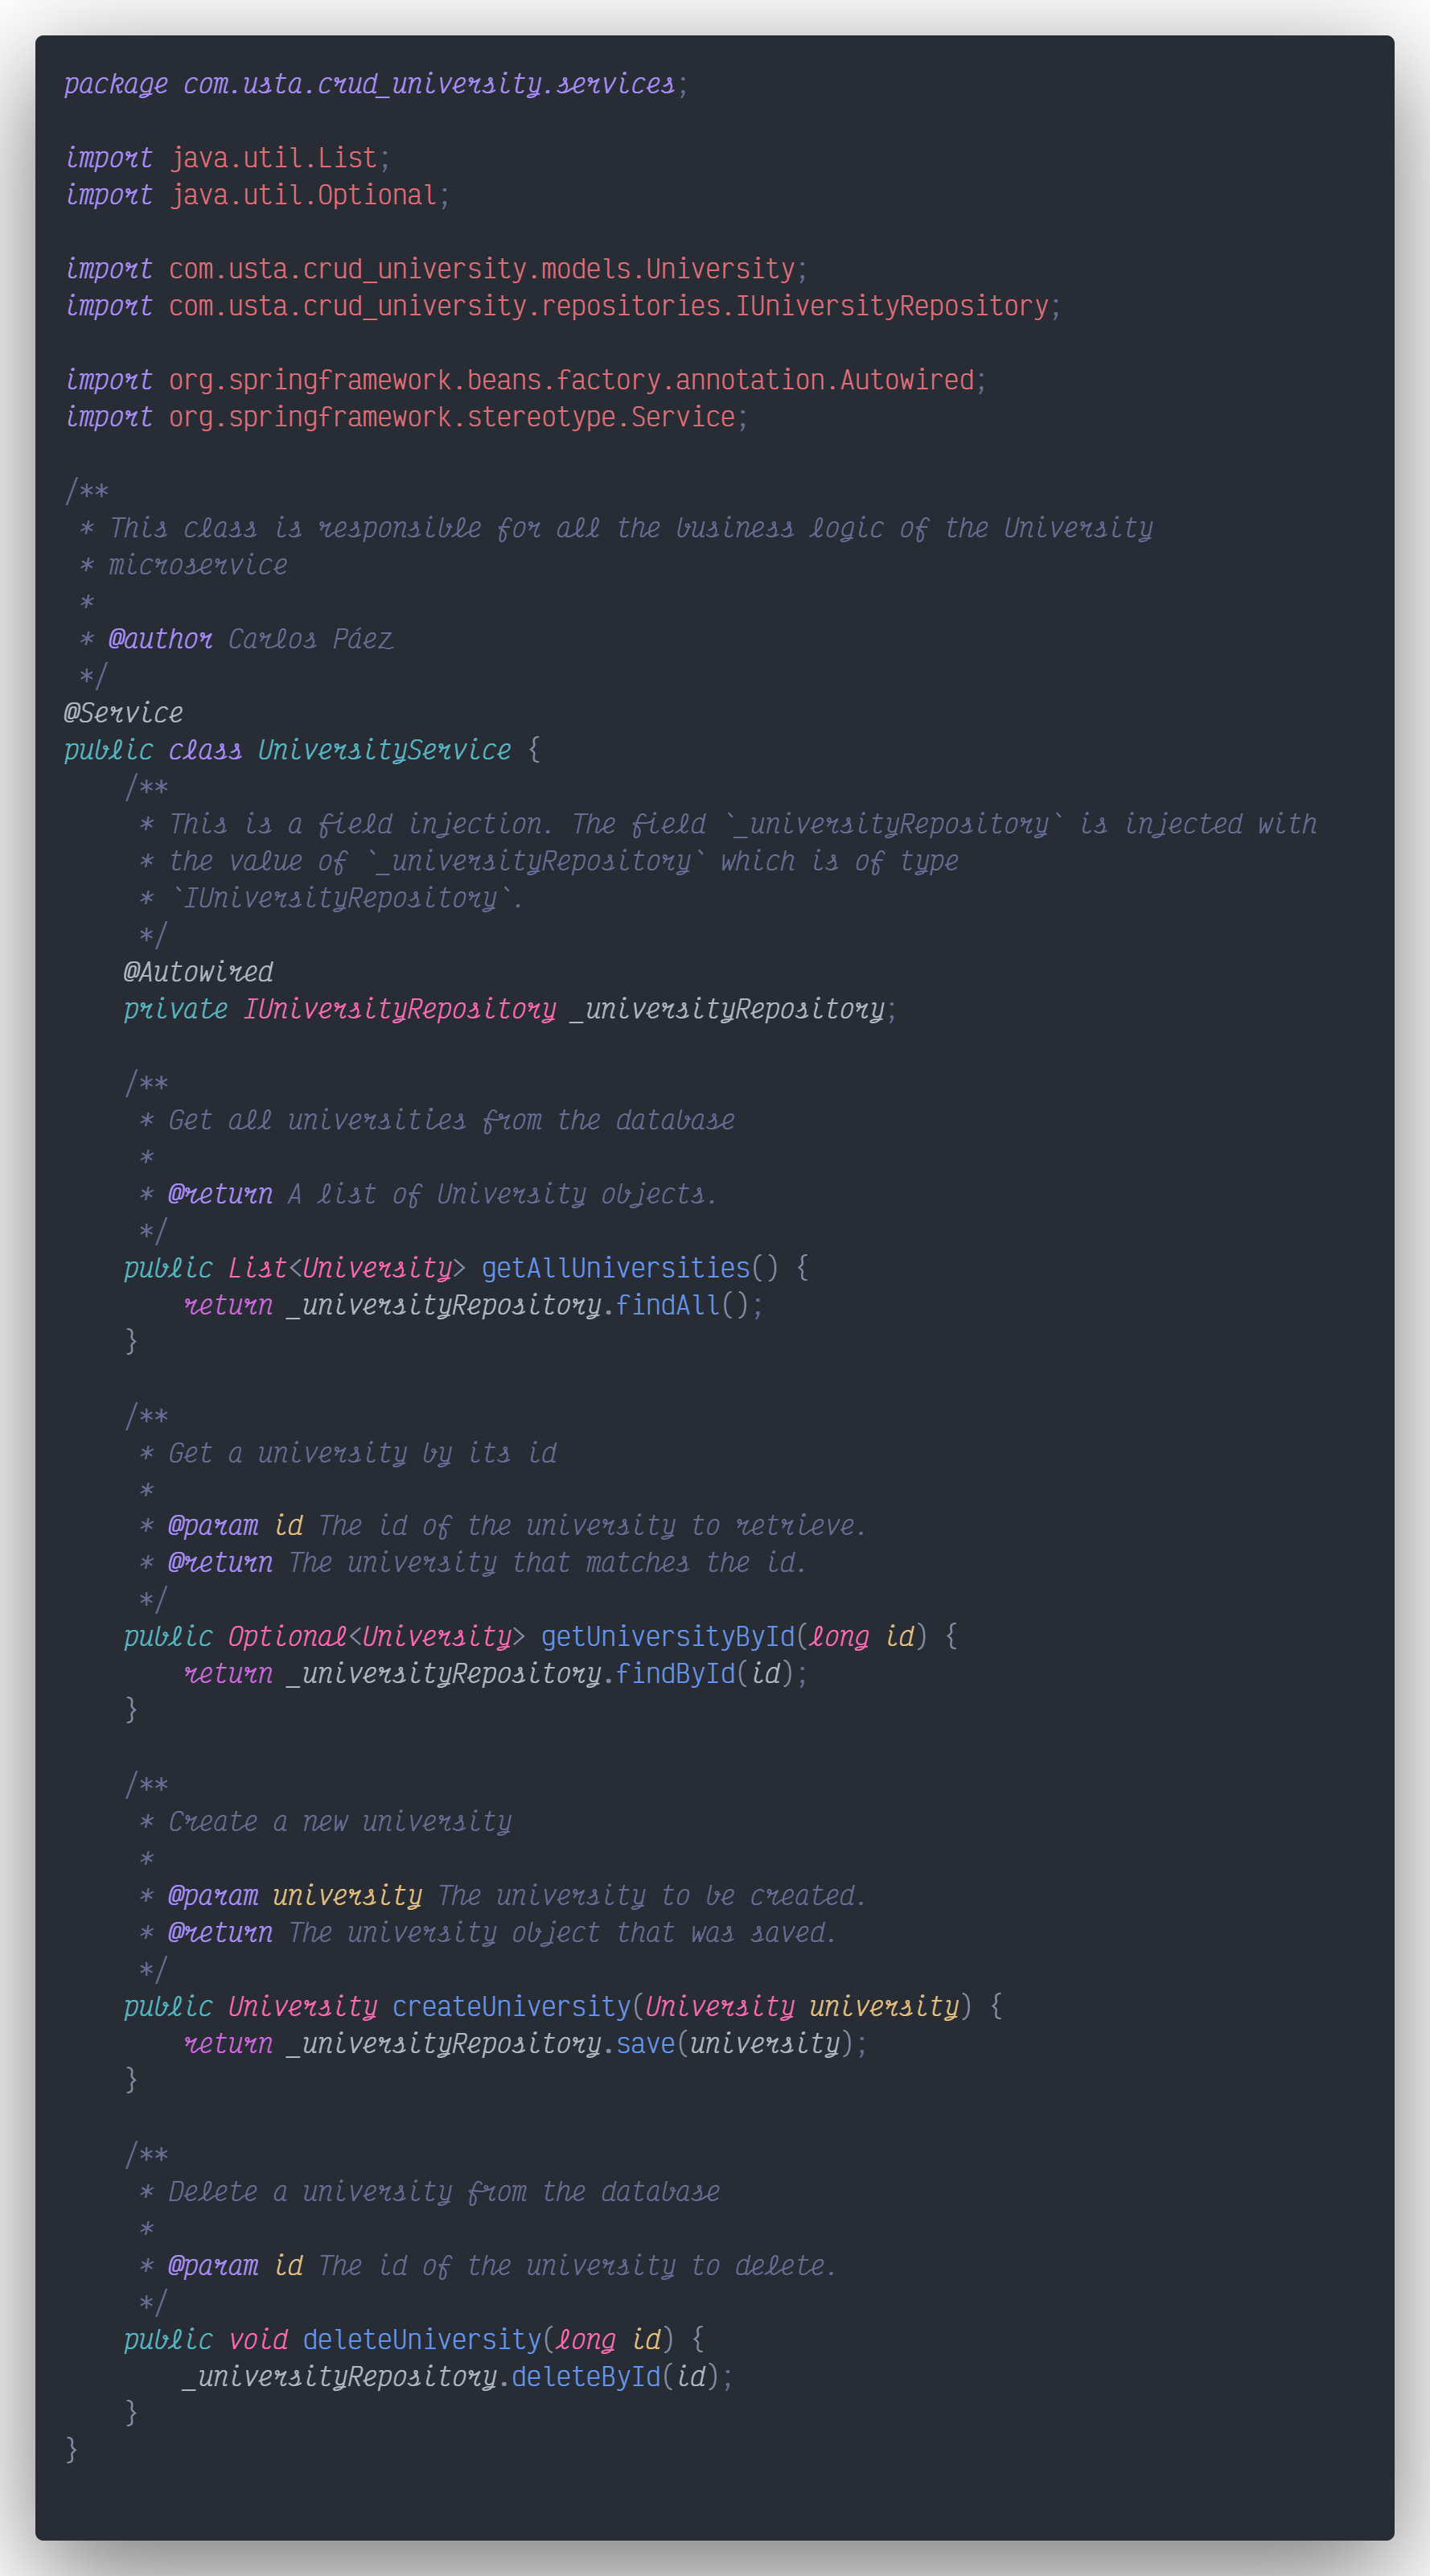 package com.usta.crud_university.services;

import java.util.List;
import java.util.Optional;

import com.usta.crud_university.models.University;
import com.usta.crud_university.repositories.IUniversityRepository;

import org.springframework.beans.factory.annotation.Autowired;
import org.springframework.stereotype.Service;

/**
 * This class is responsible for all the business logic of the University
 * microservice
 *
 * @author Carlos Páez
 */
@Service
public class UniversityService {
    /**
     * This is a field injection. The field `_universityRepository` is injected with
     * the value of `_universityRepository` which is of type
     * `IUniversityRepository`.
     */
    @Autowired
    private IUniversityRepository _universityRepository;

    /**
     * Get all universities from the database
     *
     * @return A list of University objects.
     */
    public List<University> getAllUniversities() {
        return _universityRepository.findAll();
    }

    /**
     * Get a university by its id
     *
     * @param id The id of the university to retrieve.
     * @return The university that matches the id.
     */
    public Optional<University> getUniversityById(long id) {
        return _universityRepository.findById(id);
    }

    /**
     * Create a new university
     *
     * @param university The university to be created.
     * @return The university object that was saved.
     */
    public University createUniversity(University university) {
        return _universityRepository.save(university);
    }

    /**
     * Delete a university from the database
     *
     * @param id The id of the university to delete.
     */
    public void deleteUniversity(long id) {
        _universityRepository.deleteById(id);
    }
}